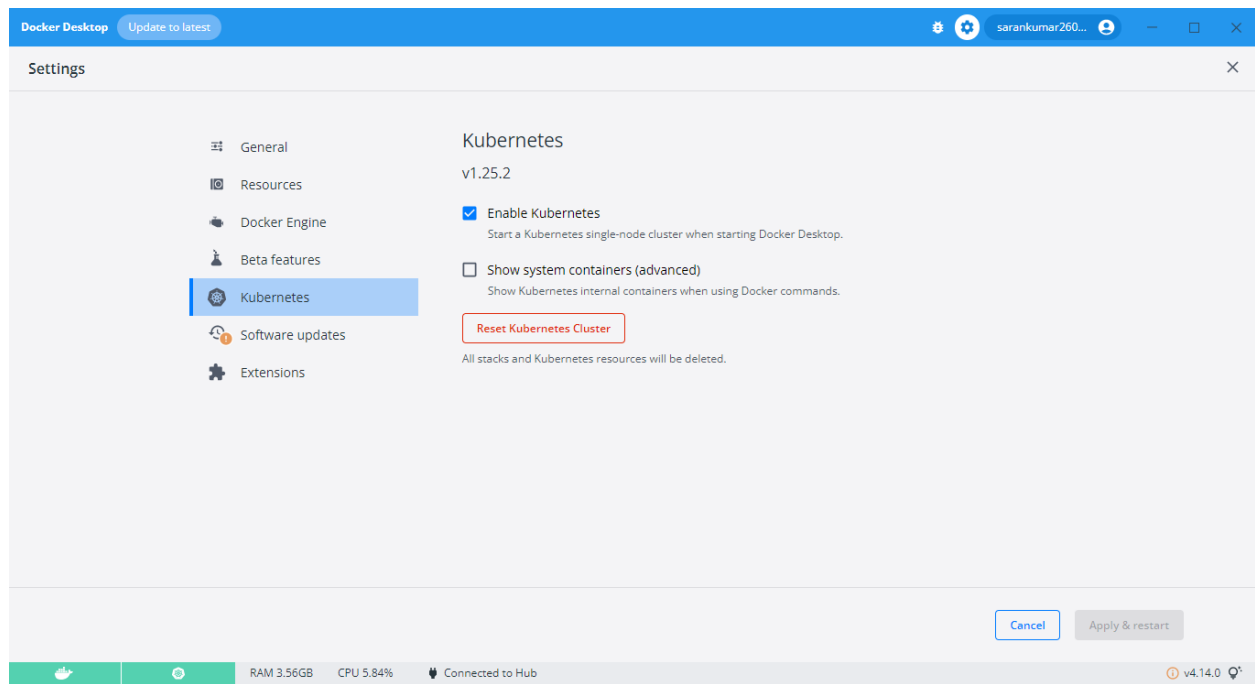 Docker Desktop Update to latest sarankumar260...
Settings
General
Resources
Docker Engine
Beta features
Kubernetes
Software updates
Extensions
Kubernetes
v1.25.2
Enable Kubernetes
Start a Kubernetes single-node cluster when starting Docker Desktop.
Show system containers (advanced)
Show Kubernetes internal containers when using Docker commands.
Reset Kubernetes Cluster
All stacks and Kubernetes resources will be deleted.
Cancel Apply & restart
RAM 3.56GB CPU 5.84% Connected to Hub v4.14.0